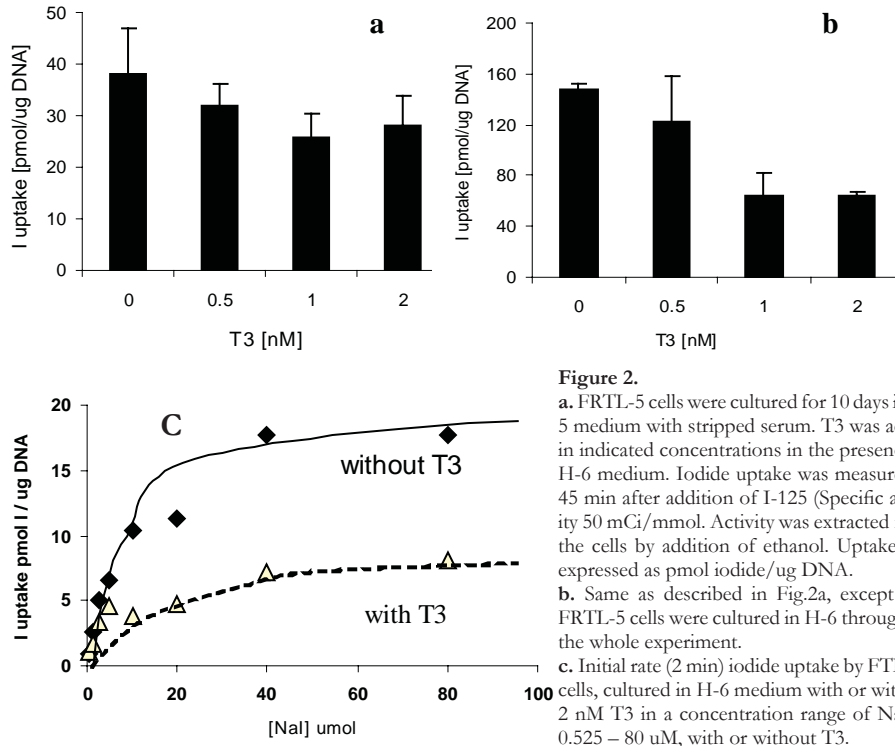 a
I uptake [pmol/ug DNA]
50
40
30
20
10
0
0 0.5 1 2
T3 [nM]
b
I uptake [pmol/ug DNA]
200
160
120
80
40
0
0 0.5 1 2
T3 [nM]
C
I uptake pmol I / ug DNA
20
15
10
5
0
without T3
with T3
0 20 40 60 80 100
[NaI] umol
Figure 2.
a. FRTL-5 cells were cultured for 10 days
5 medium with stripped serum. T3 was
in indicated concentrations in the
H-6 medium. Iodide uptake was
45 min after addition of I-125 (Specific
ity 50 mCi/mmol. Activity was extracted
the cells by addition of ethanol. Uptake
expressed as pmol iodide/ug DNA.
b. Same as described in Fig.2a, except
FRTL-5 cells were cultured in H-6
the whole experiment.
c. Initial rate (2 min) iodide uptake by
cells, cultured in H-6 medium with or
2 nM T3 in a concentration range of
0.525 – 80 uM, with or without T3.